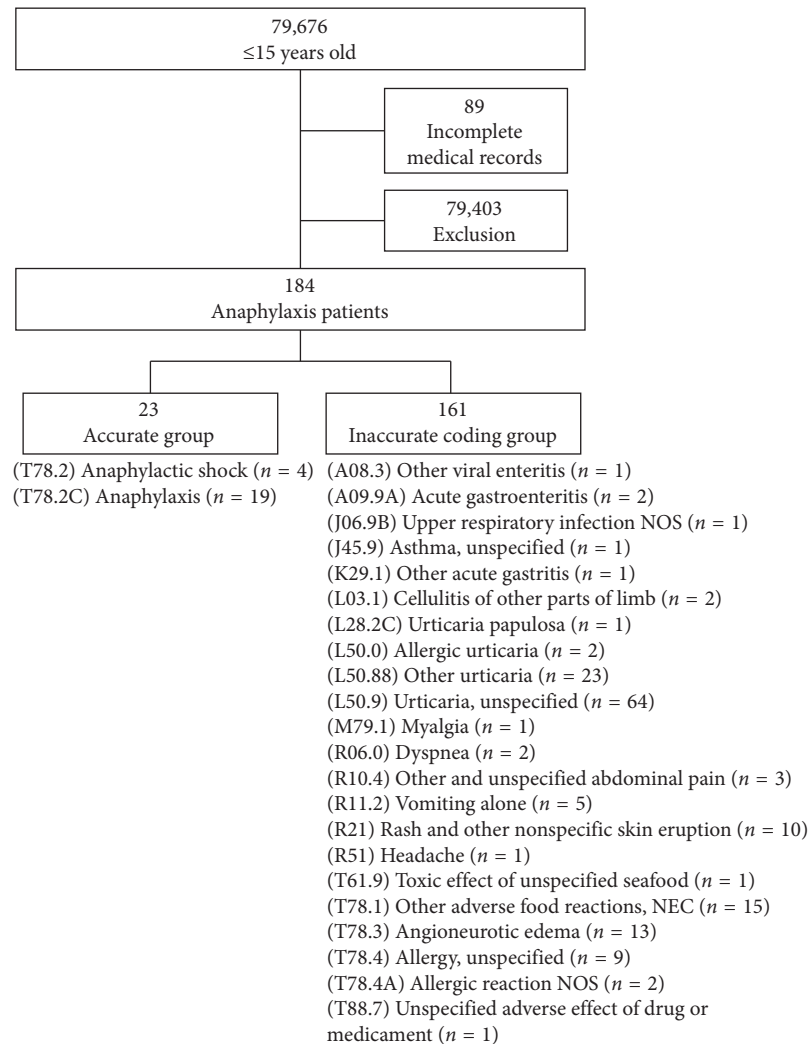 79,676
≤15 years old
89
Incomplete
medical records
79,403
Exclusion
184
Anaphylaxis patients
23
Accurate group
(T78.2) Anaphylactic shock (n = 4)
(T78.2C) Anaphylaxis (n = 19)
161
Inaccurate coding group
(A08.3) Other viral enteritis (n = 1)
(A09.9A) Acute gastroenteritis (n = 2)
(J06.9B) Upper respiratory infection NOS (n = 1)
(J45.9) Asthma, unspecified (n = 1)
(K29.1) Other acute gastritis (n = 1)
(L03.1) Cellulitis of other parts of limb (n = 2)
(L28.2C) Urticaria papulosa (n = 1)
(L50.0) Allergic urticaria (n = 2)
(L50.88) Other urticaria (n = 23)
(L50.9) Urticaria, unspecified (n = 64)
(M79.1) Myalgia (n = 1)
(R06.0) Dyspnea (n = 2)
(R10.4) Other and unspecified abdominal pain (n = 3)
(R11.2) Vomiting alone (n = 5)
(R21) Rash and other nonspecific skin eruption (n = 10)
(R51) Headache (n = 1)
(T61.9) Toxic effect of unspecified seafood (n = 1)
(T78.1) Other adverse food reactions, NEC (n = 15)
(T78.3) Angioneurotic edema (n = 13)
(T78.4) Allergy, unspecified (n = 9)
(T78.4A) Allergic reaction NOS (n = 2)
(T88.7) Unspecified adverse effect of drug or
medicament (n = 1)